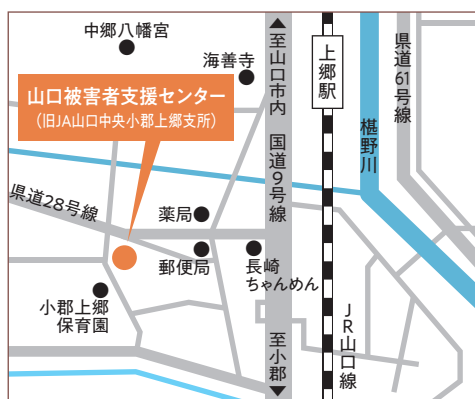 中郷八幡宮
海善寺
▲至山口市内
国道9号線
上郷駅
県道61号線
椹野川
山口被害者支援センター
（旧JA山口中央小郡上郷支所）
県道28号線
薬局
郵便局
長崎
ちゃんめん
小郡上郷
保育園
至小郡▼
JR山口線